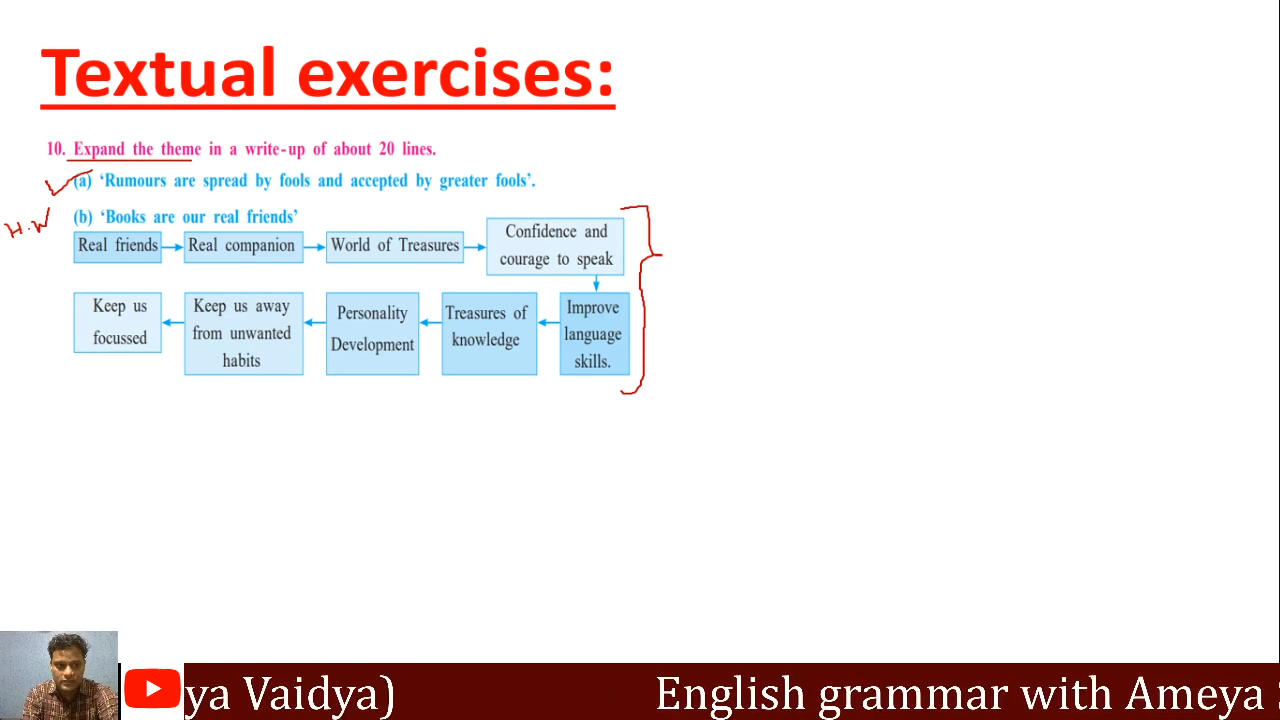 Textual exercises:
10. Expand the theme in a write-up of about 20 lines.
(a) ‘Rumours are spread by fools and accepted by greater fools’.
H.W
(b) ‘Books are our real friends’
Real friends
Real companion
World of Treasures
Confidence and
courage to speak
Improve
language
skills.
Treasures of
knowledge
Personality
Development
Keep us away
from unwanted
habits
Keep us
focussed
ya Vaidya)
English grammar with Ameya